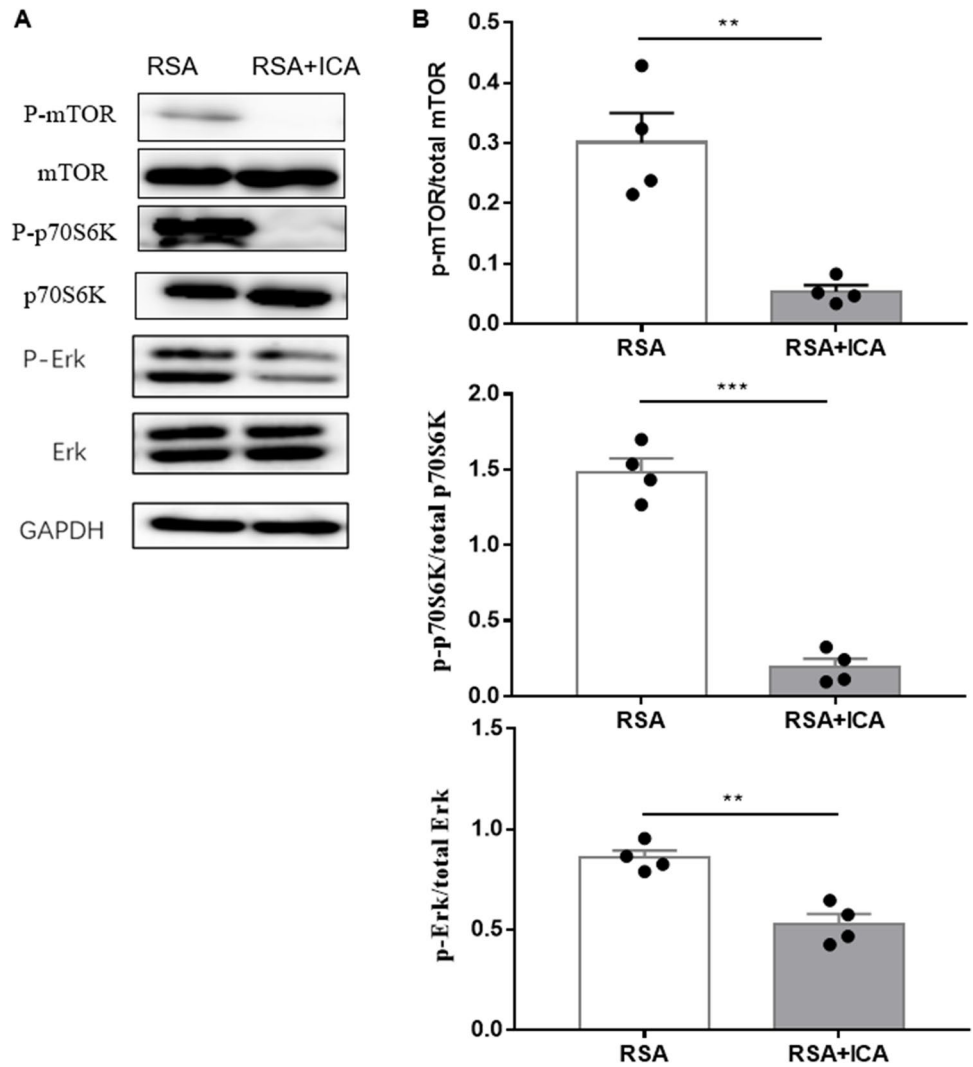 A
RSA RSA+ICA
P-mTOR
mTOR
P-p70S6K
p70S6K
P-Erk
Erk
GAPDH
B
p-mTOR/total mTOR
0.5
0.4
0.3
0.2
0.1
0.0
**
RSA RSA+ICA
p-p70S6K/total p70S6K
2.0
1.5
1.0
0.5
0.0
***
RSA RSA+ICA
p-Erk/total Erk
1.5
1.0
0.5
0.0
**
RSA RSA+ICA